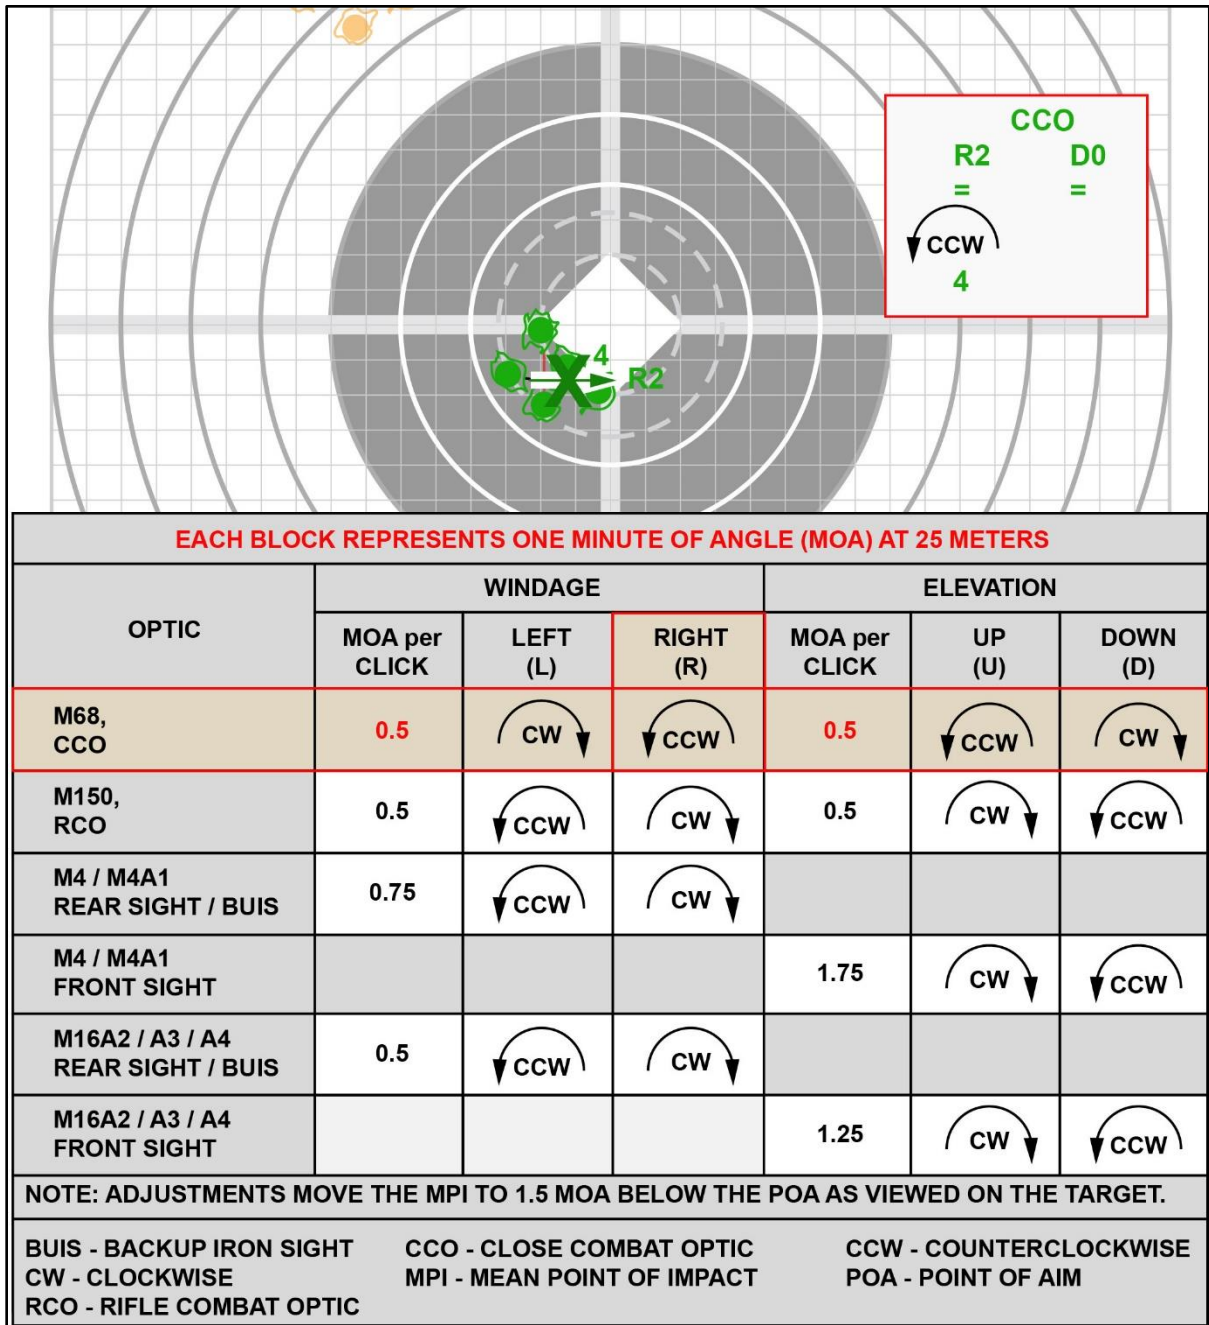 CCO
R2 D0
= =
CCW
4
4
R2
EACH BLOCK REPRESENTS ONE MINUTE OF ANGLE (MOA) AT 25 METERS
OPTIC
WINDAGE
ELEVATION
MOA per
CLICK
LEFT
(L)
RIGHT
(R)
MOA per
CLICK
UP
(U)
DOWN
(D)
M68,
CCO
0.5
CW
CCW
0.5
CCW
CW
M150,
RCO
0.5
CCW
CW
0.5
CW
CCW
M4 / M4A1
REAR SIGHT / BUIS
0.75
CCW
CW
M4 / M4A1
FRONT SIGHT
1.75
CW
CCW
M16A2 / A3 / A4
REAR SIGHT / BUIS
0.5
CCW
CW
M16A2 / A3 / A4
FRONT SIGHT
1.25
CW
CCW
NOTE: ADJUSTMENTS MOVE THE MPI TO 1.5 MOA BELOW THE POA AS VIEWED ON THE TARGET.
BUIS - BACKUP IRON SIGHT CCO - CLOSE COMBAT OPTIC CCW - COUNTERCLOCKWISE
CW - CLOCKWISE MPI - MEAN POINT OF IMPACT POA - POINT OF AIM
RCO - RIFLE COMBAT OPTIC